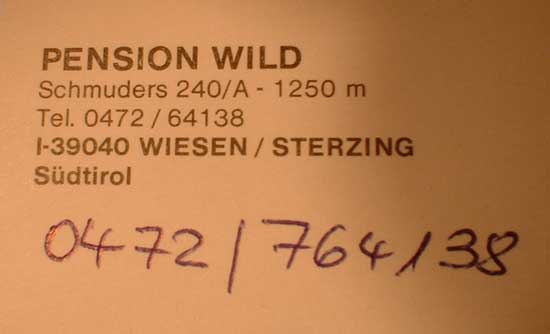 PENSION WILD
Schmuders 240/A - 1250 m
Tel. 0472 / 64138
I-39040 WIESEN / STERZING
Südtirol
0472/764138